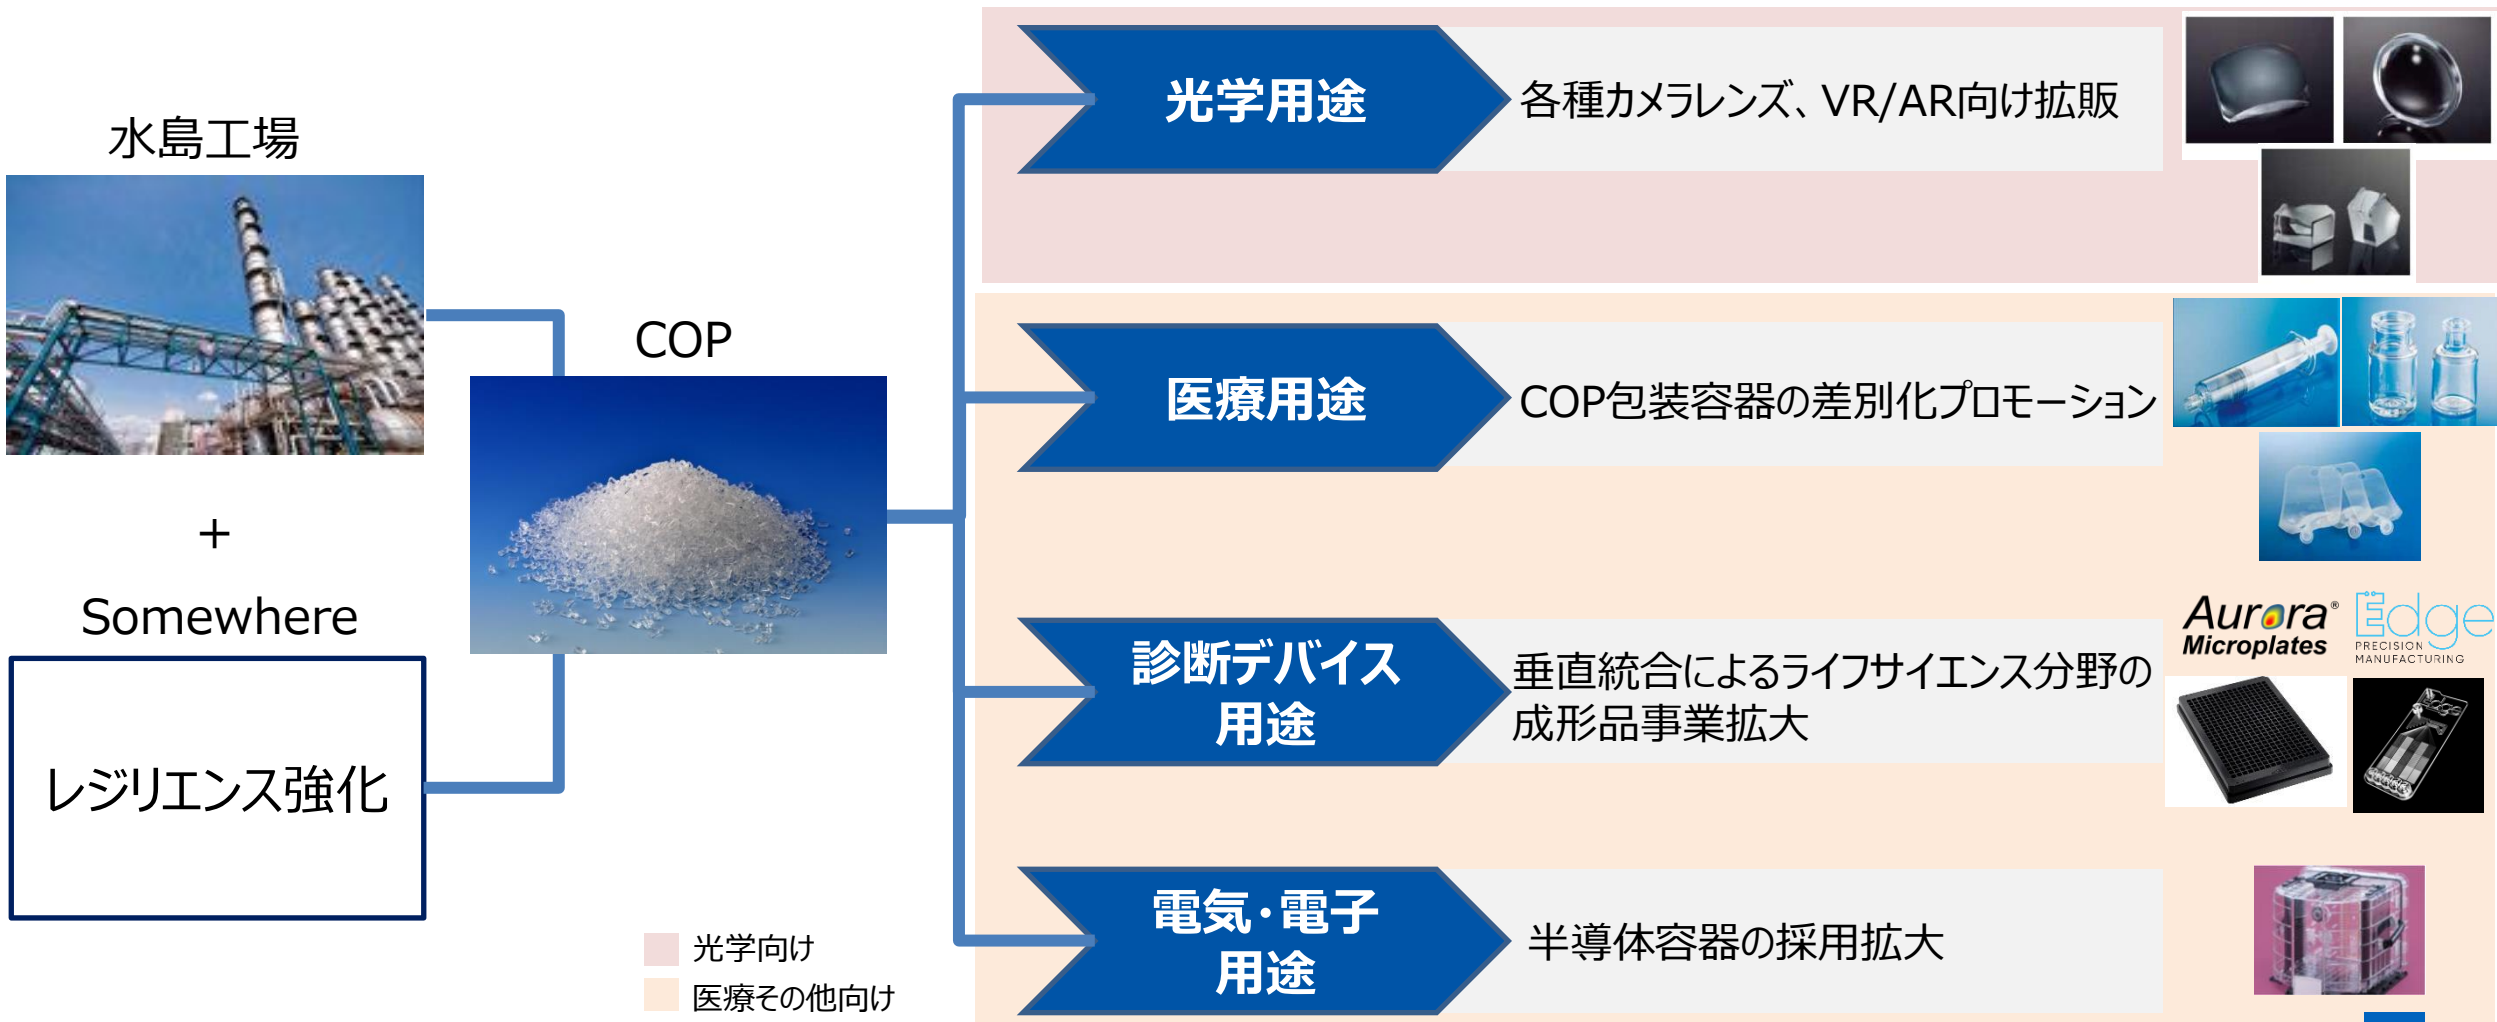 水島工場
+
Somewhere
レジリエンス強化
COP
光学用途
各種カメラレンズ、VR/AR向け拡販
医療用途
COP包装容器の差別化プロモーション
診断デバイス
用途
垂直統合によるライフサイエンス分野の
成形品事業拡大
Aurora®
Microplates
Edge
PRECISION
MANUFACTURING
電気・電子
用途
半導体容器の採用拡大
光学向け
医療その他向け